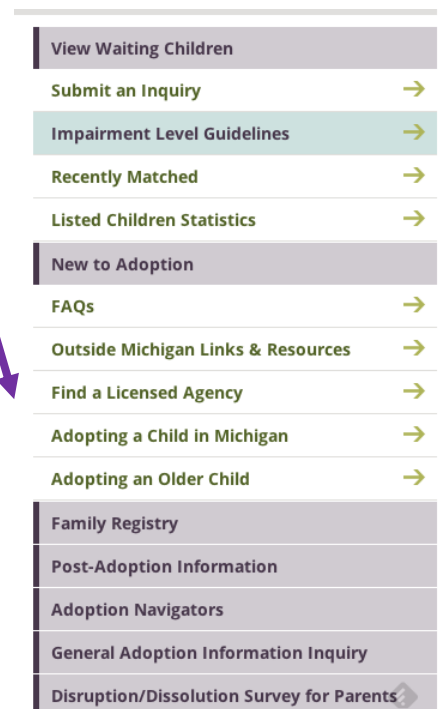 View Waiting Children
Submit an Inquiry
Impairment Level Guidelines
Recently Matched
Listed Children Statistics
New to Adoption
FAQs
Outside Michigan Links & Resources
Find a Licensed Agency
Adopting a Child in Michigan
Adopting an Older Child
Family Registry
Post-Adoption Information
Adoption Navigators
General Adoption Information Inquiry
Disruption/Dissolution Survey for Parents